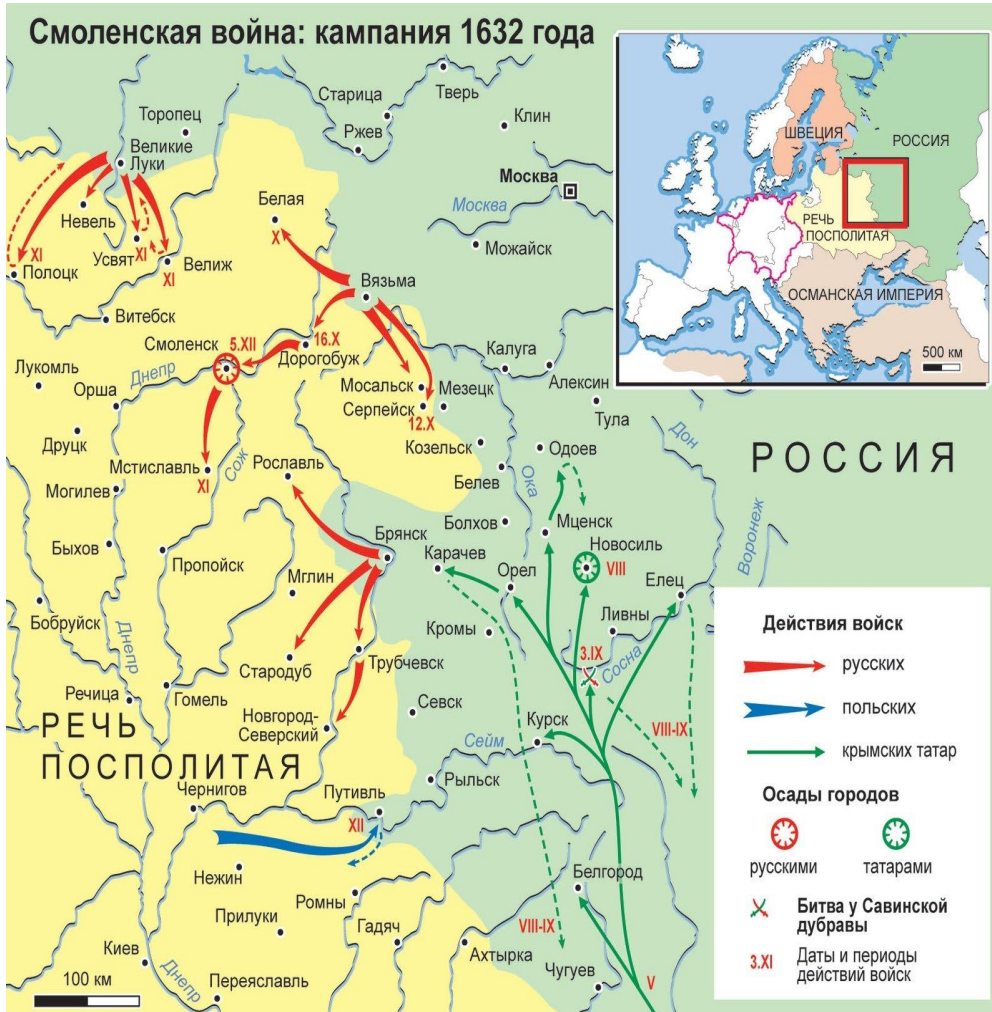 Смоленская война: кампания 1632 года
Тверь
Старица
Торопец
Ржев
Клин
Великие
Луки
Москва
Москва
Белая
Невель
X
Можайск
XI
Усвят
XI
Велиж
Полоцк
XI
Вязьма
Витебск
5.XII
16.X
Смоленск
Дорогобуж
Калуга
Лукомль
Днепр
Алексин
Орша
Мосальск
Мезецк
Серпейск
Тула
12.X
Друцк
Козельск
Одоев
Дон
Мстиславль
Сож
Рославль
XI
Белев
Ока
Могилев
Мценск
Болхов
Воронеж
Быхов
Брянск
Новосиль
Пропойск
Карачев
VIII
Мглин
Орел
Елец
Бобруйск
Ливны
Днепр
Кромы
3.IX
Сосна
Стародуб
Трубчевск
Гомель
Речица
Севск
Новгород-
Северский
Курск
VIII-IX
РЕЧЬ
ПОСПОЛИТАЯ
Сейм
Рыльск
Чернигов
Путивль
XII
Нежин
Белгород
Ромны
Прилуки
Гадяч
VIII-IX
Киев
Ахтырка
Чугуев
V
Днепр
Переяславль
100 км
РОССИЯ
ШВЕЦИЯ
РОССИЯ
РЕЧЬ
ПОСПОЛИТАЯ
ОСМАНСКАЯ ИМПЕРИЯ
500 км
Действия войск
русских
польских
крымских татар
Осады городов
русскими
татарами
Битва у Савинской
дубравы
3.XI
Даты и периоды
действий войск